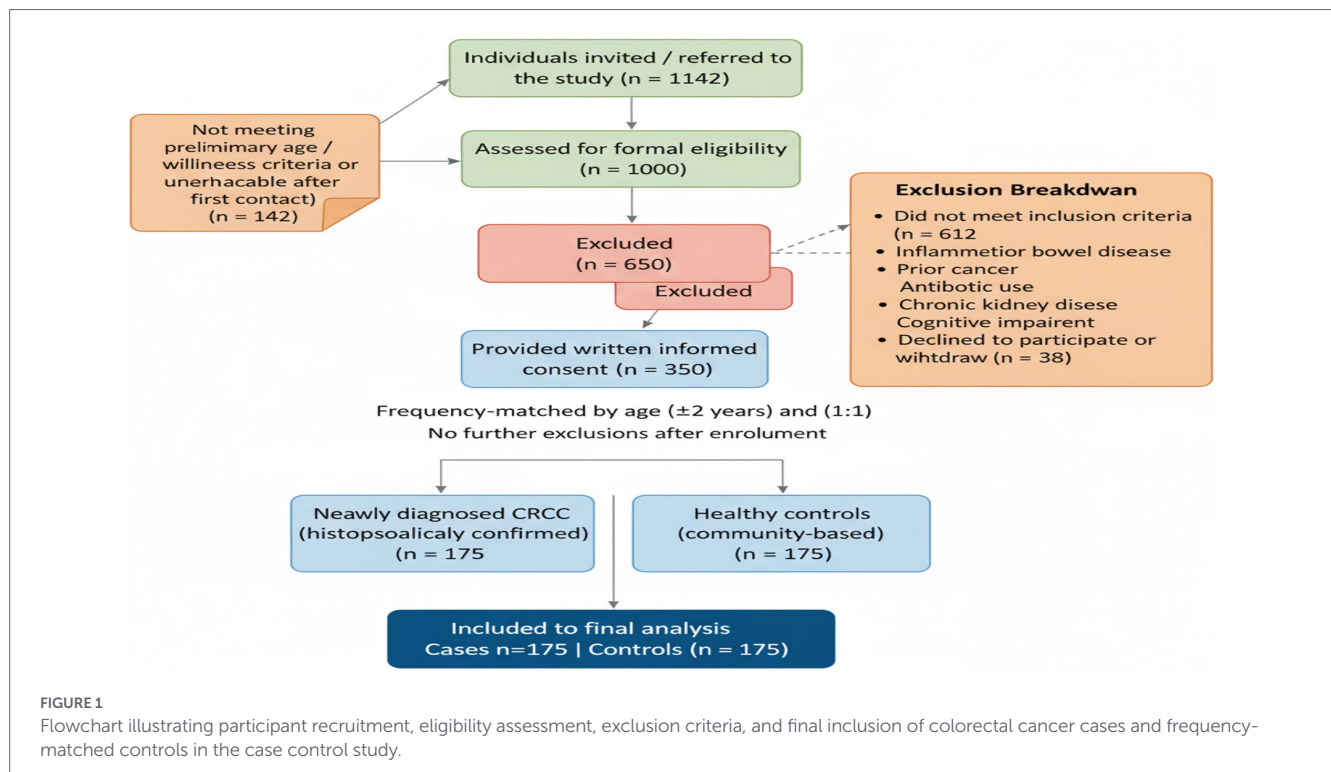 Individuals invited / referred to
the study (n = 1142)
Not meeting
prelimimary age /
willineess criteria or
unerhacable after
first contact)
(n = 142)
Assessed for formal eligibility
(n = 1000)
Excluded
(n = 650)
Excluded
Exclusion Breakdwan
• Did not meet inclusion criteria
(n = 612
• Inflammetior bowel disease
• Prior cancer
Antibotic use
• Chronic kidney disese
Cognitive impairent
• Declined to participate or
wihtdraw (n = 38)
Provided written informed
consent (n = 350)
Frequency-matched by age (±2 years) and (1:1)
No further exclusions after enrolument
Neawly diagnosed CRCC
(histopsoalicaly confirmed)
(n = 175
Healthy controls
(community-based)
(n = 175)
Included to final analysis
Cases n=175 | Controls (n = 175)
FIGURE 1
Flowchart illustrating participant recruitment, eligibility assessment, exclusion criteria, and final inclusion of colorectal cancer cases and frequency-
matched controls in the case control study.